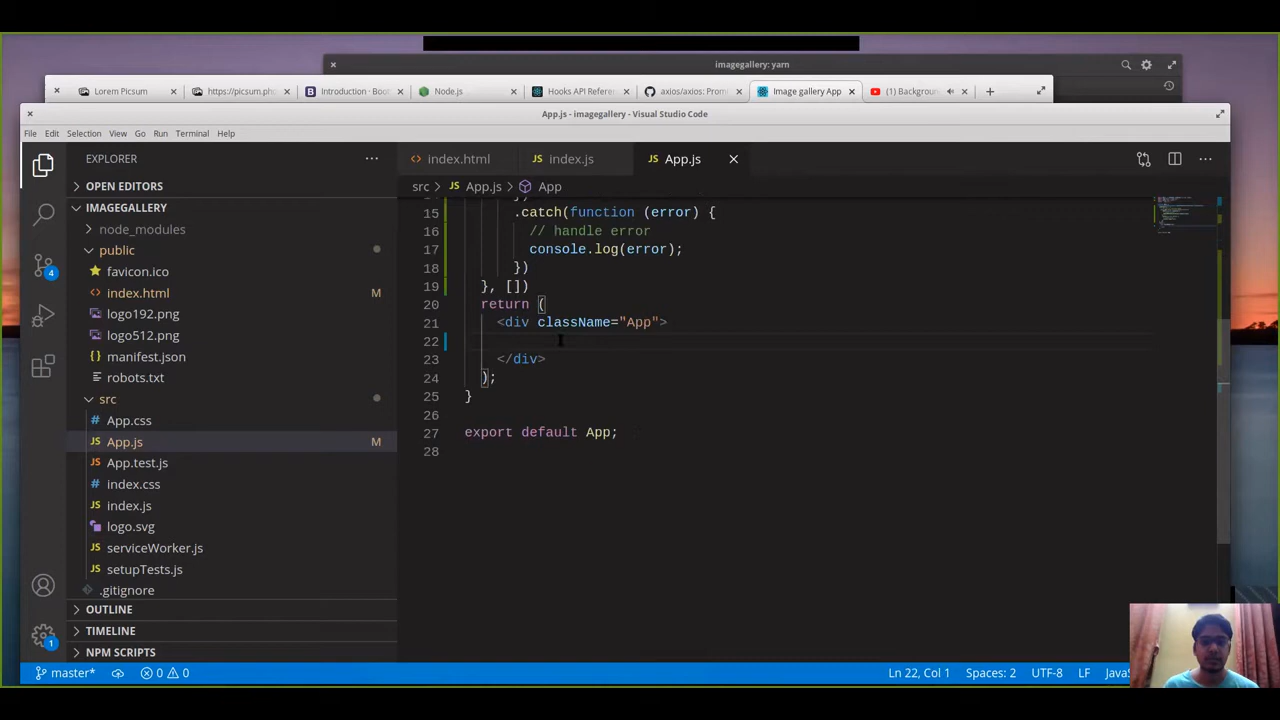 imagegallery: yarn
Lorem Picsum
https://picsum.pho
Introduction · Boot
Node.js
Hooks API Refere
axios/axios: Prom
Image gallery App
(1) Backgroun
App.js - imagegallery - Visual Studio Code
File Edit Selection View Go Run Terminal Help
EXPLORER
index.html
index.js
App.js
OPEN EDITORS
src > App.js > App
IMAGEGALLERY
node_modules
public
favicon.ico
index.html M
logo192.png
logo512.png
manifest.json
robots.txt
src
App.css
App.js M
App.test.js
index.css
index.js
logo.svg
serviceWorker.js
setupTests.js
.gitignore
OUTLINE
TIMELINE
NPM SCRIPTS
4
1
15 .catch(function (error) {
16 // handle error
17 console.log(error);
18 })
19 }, [])
20 return (
21 <div className="App">
22
23 </div>
24 );
25 }
26
27 export default App;
28
master* 0 0 Ln 22, Col 1 Spaces: 2 UTF-8 LF